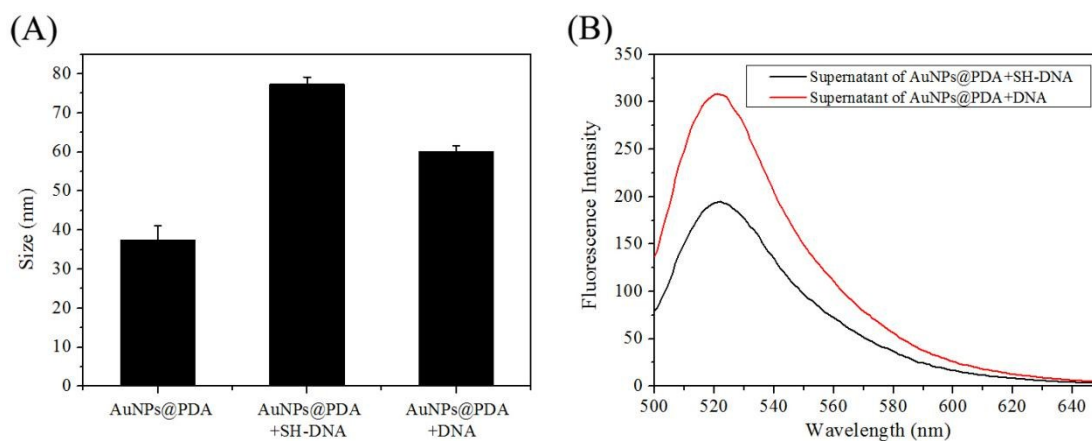 (A)
80
70
60
50
40
30
20
10
0
Size (nm)
AuNPs@PDA
AuNPs@PDA
+SH-DNA
AuNPs@PDA
+DNA
(B)
350
300
250
200
150
100
50
0
Fluorescence Intensity
Supernatant of AuNPs@PDA+SH-DNA
Supernatant of AuNPs@PDA+DNA
500 520 540 560 580 600 620 640
Wavelength (nm)